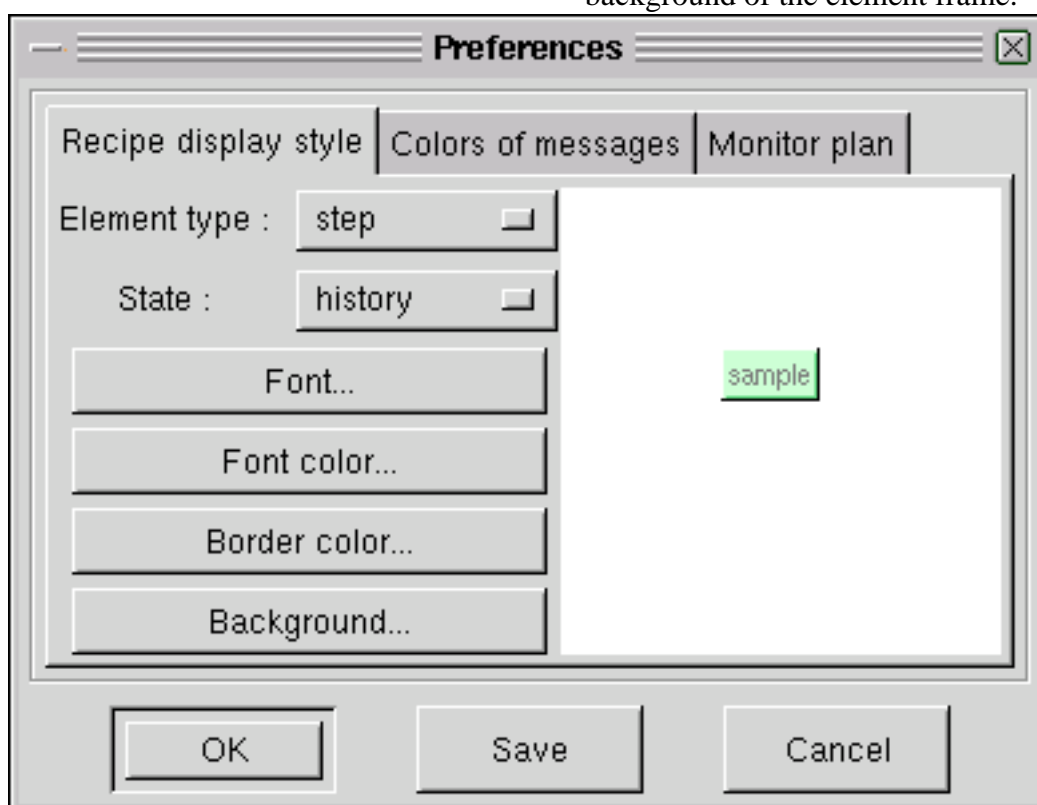 background of the element frame.
Preferences
Recipe display style Colors of messages Monitor plan
Element type : step
State : history
sample
Font...
Font color...
Border color...
Background...
OK Save Cancel